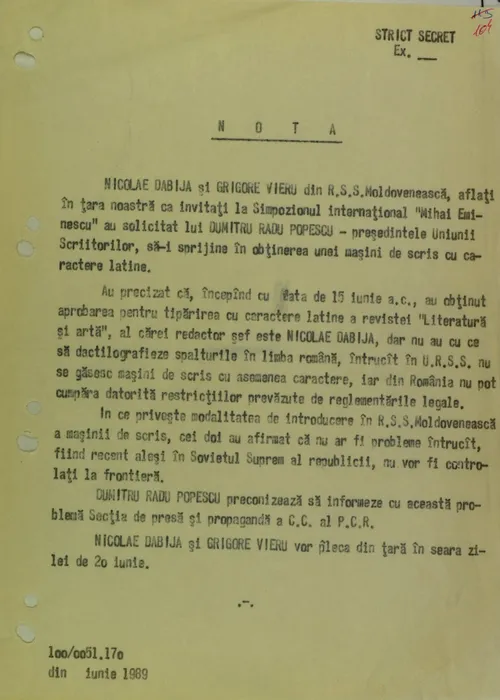 115
104
STRICT SECRET
Ex. __
N O T A
NICOLAE DABIJA şi GRIGORE VIERU din R.S.S.Moldovenească, aflaţi
în ţara noastră ca invitaţi la Simpozionul internaţional "Mihai Emi-
nescu" au solicitat lui DUMITRU RADU POPESCU - preşedintele Uniunii
Scriitorilor, să-i sprijine în obţinerea unei maşini de scris cu ca-
ractere latine.
Au precizat că, începînd cu data de 15 iunie a.c., au obţinut
aprobarea pentru tipărirea cu caractere latine a revistei "Literatură
şi artă", al cărei redactor şef este NICOLAE DABIJA, dar nu au cu ce
să dactilografieze spalturile în limba română, întrucît în U.R.S.S. nu
se găsesc maşini de scris cu asemenea caractere, iar din România nu pot
cumpăra datorită restricţiilor prevăzute de reglementările legale.
In ce priveşte modalitatea de introducere în R.S.S.Moldovenească
a maşinii de scris, cei doi au afirmat că nu ar fi probleme întrucît,
fiind recent aleşi în Sovietul Suprem al republicii, nu vor fi contro-
laţi la frontieră.
DUMITRU RADU POPESCU preconizează să informeze cu această pro-
blemă Secţia de presă şi propagandă a C.C. al P.C.R.
NICOLAE DABIJA şi GRIGORE VIERU vor pleca din ţară în seara zi-
lei de 2o iunie.
.-.
1oo/oo51.17o
din iunie 1989